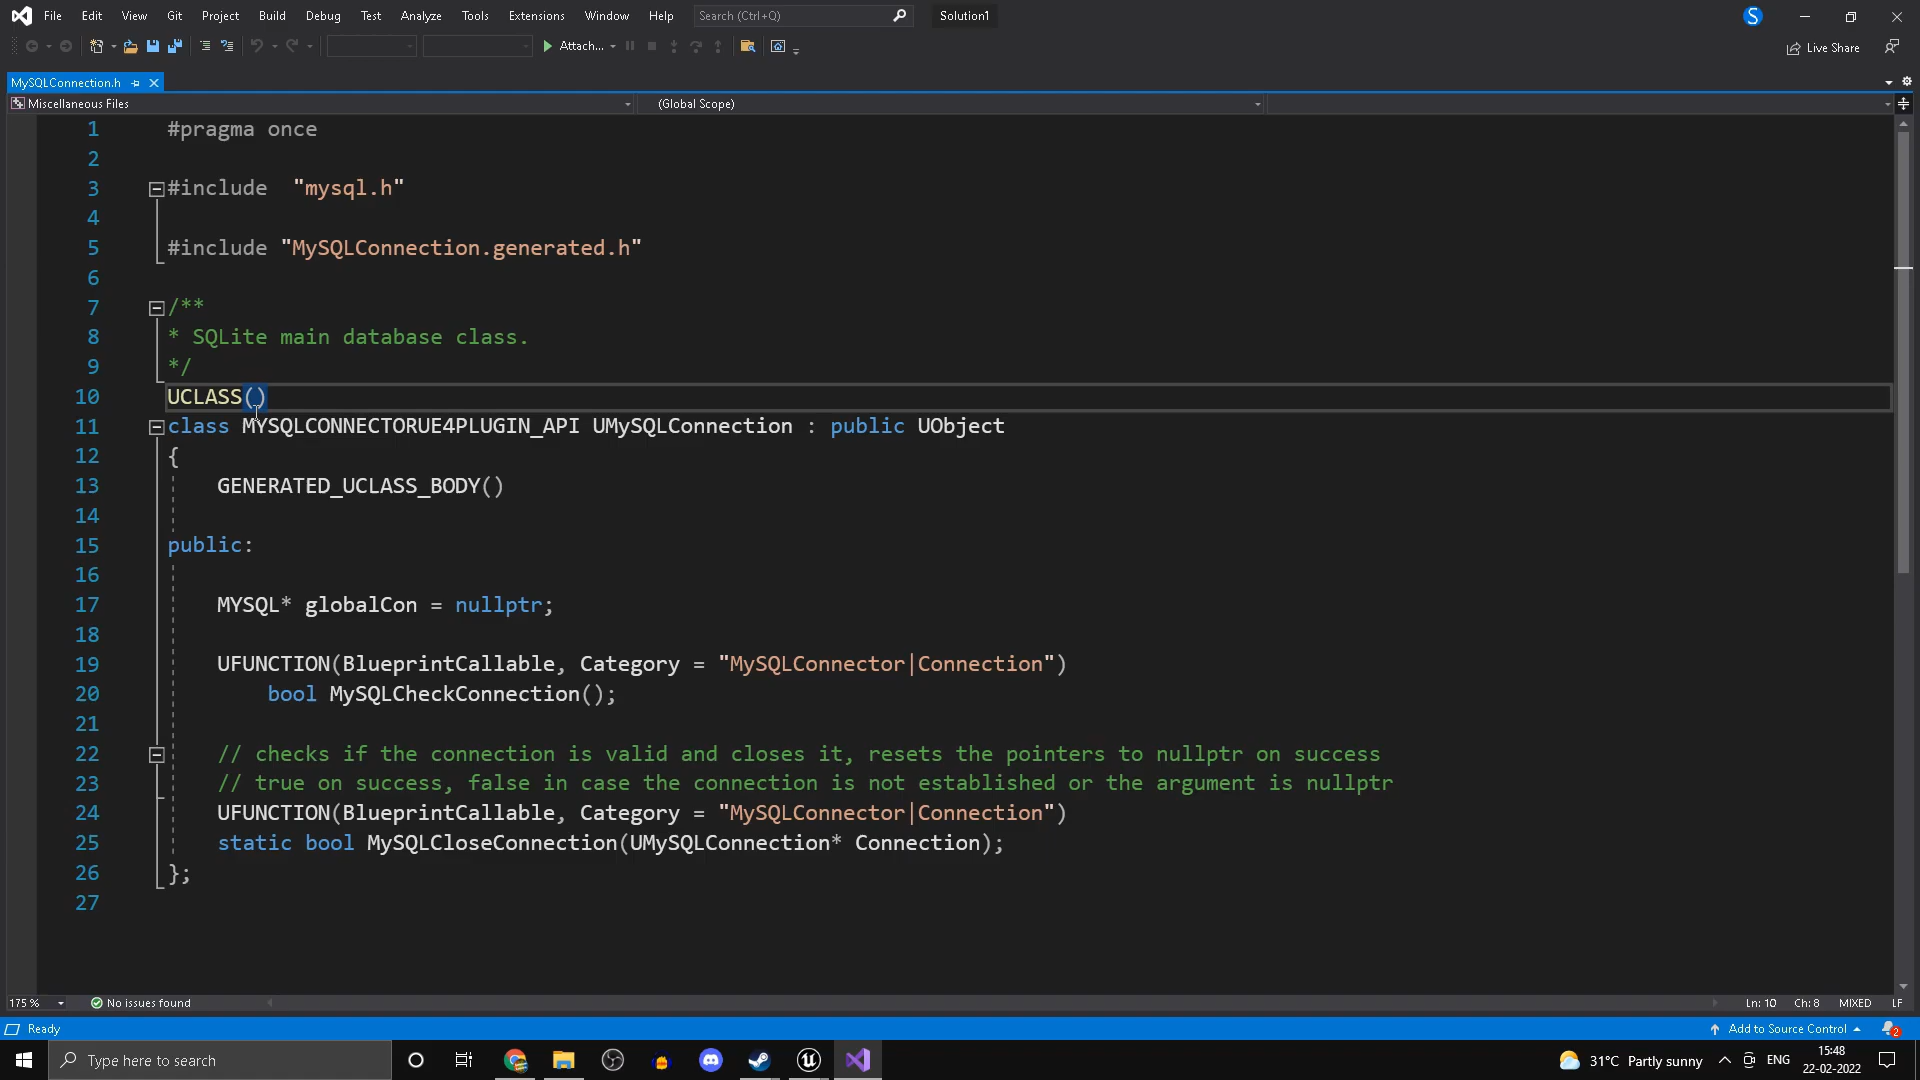 File Edit View Git Project Build Debug Test Analyze Tools Extensions Window Help Search (Ctrl+Q) Solution1 S
Attach...
Live Share
MySQLConnection.h
Miscellaneous Files (Global Scope)
1 #pragma once
2
3 #include  "mysql.h"
4
5 #include "MySQLConnection.generated.h"
6
7 /**
8 * SQLite main database class.
9 */
10 UCLASS()
11 class MYSQLCONNECTORUE4PLUGIN_API UMySQLConnection : public UObject
12 {
13 GENERATED_UCLASS_BODY()
14
15 public:
16
17 MYSQL* globalCon = nullptr;
18
19 UFUNCTION(BlueprintCallable, Category = "MySQLConnector|Connection")
20 bool MySQLCheckConnection();
21
22 // checks if the connection is valid and closes it, resets the pointers to nullptr on success
23 // true on success, false in case the connection is not established or the argument is nullptr
24 UFUNCTION(BlueprintCallable, Category = "MySQLConnector|Connection")
25 static bool MySQLCloseConnection(UMySQLConnection* Connection);
26 };
27
175 % No issues found Ln: 10 Ch: 8 MIXED LF
Ready Add to Source Control 2
Type here to search 31°C Partly sunny ENG 15:48
22-02-2022